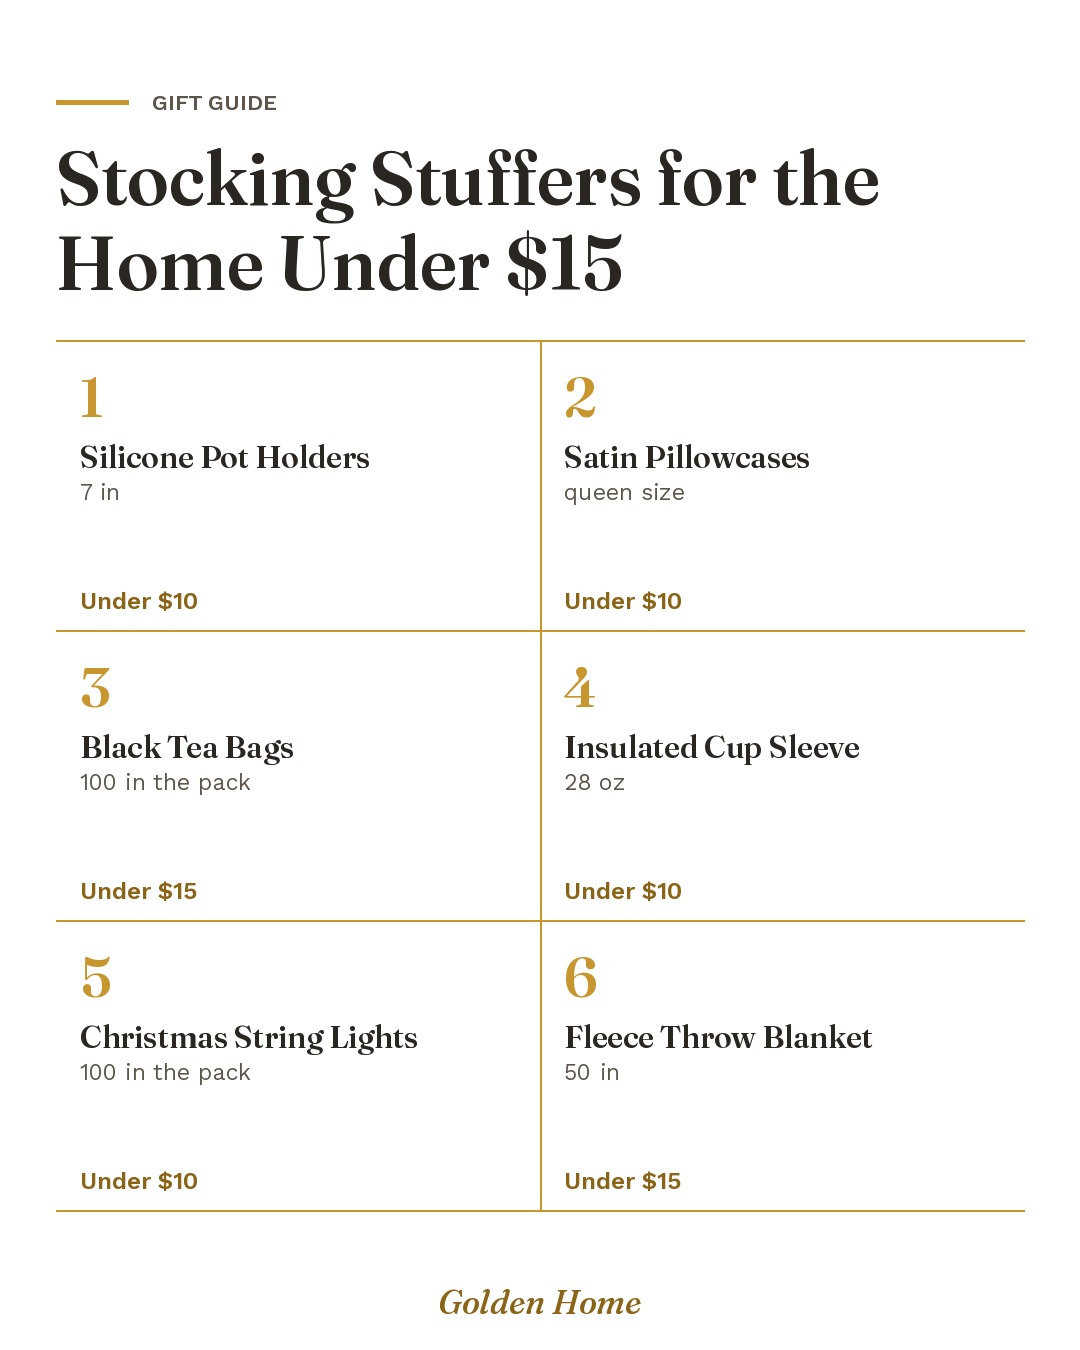 GIFT GUIDE
Stocking Stuffers for the
Home Under $15
1
Silicone Pot Holders
7 in
Under $10
2
Satin Pillowcases
queen size
Under $10
3
Black Tea Bags
100 in the pack
Under $15
4
Insulated Cup Sleeve
28 oz
Under $10
5
Christmas String Lights
100 in the pack
Under $10
6
Fleece Throw Blanket
50 in
Under $15
Golden Home